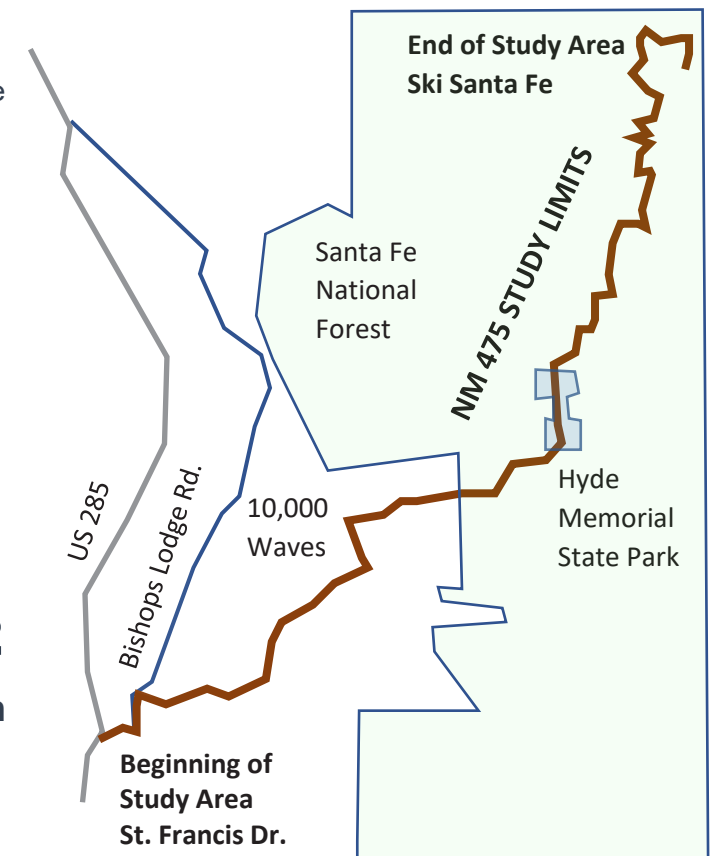 End of Study Area
Ski Santa Fe
NM 475 STUDY LIMITS
Santa Fe
National
Forest
Hyde
Memorial
State Park
10,000
Waves
US 285
Bishops Lodge Rd.
Beginning of
Study Area
St. Francis Dr.